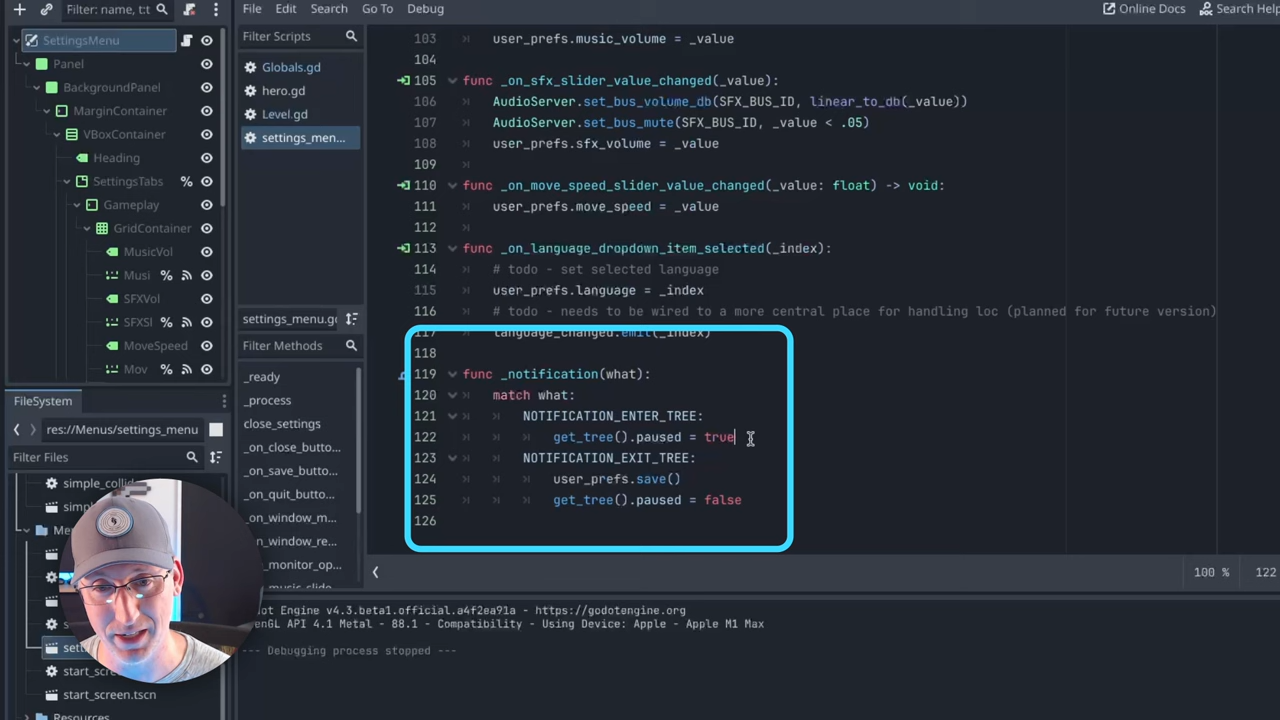 Filter: name, t:t
SettingsMenu
Panel
BackgroundPanel
MarginContainer
VBoxContainer
Heading
SettingsTabs %
Gameplay
GridContainer
MusicVol
Musi %
SFXVol
SFXSl %
MoveSpeed
Mov %
FileSystem
res://Menus/settings_menu
Filter Files
simple_collid
Men
start_screen.tscn
Resources
File Edit Search Go To Debug
Online Docs Search Help
Filter Scripts
Globals.gd
hero.gd
Level.gd
settings_men...
settings_menu.gd
Filter Methods
_ready
_process
close_settings
_on_close_butto...
_on_save_butto...
_on_quit_button...
_on_window_m...
_on_window_re...
_on_monitor_op...
103 user_prefs.music_volume = _value
104
105 func _on_sfx_slider_value_changed(_value):
106 AudioServer.set_bus_volume_db(SFX_BUS_ID, linear_to_db(_value))
107 AudioServer.set_bus_mute(SFX_BUS_ID, _value < .05)
108 user_prefs.sfx_volume = _value
109
110 func _on_move_speed_slider_value_changed(_value: float) -> void:
111 user_prefs.move_speed = _value
112
113 func _on_language_dropdown_item_selected(_index):
114 # todo - set selected language
115 user_prefs.language = _index
116 # todo - needs to be wired to a more central place for handling loc (planned for future version)
117 language_changed.emit(_index)
118
119 func _notification(what):
120 match what:
121 NOTIFICATION_ENTER_TREE:
122 get_tree().paused = true
123 NOTIFICATION_EXIT_TREE:
124 user_prefs.save()
125 get_tree().paused = false
126
100 % 122
ot Engine v4.3.beta1.official.a4f2ea91a - https://godotengine.org
enGL API 4.1 Metal - 88.1 - Compatibility - Using Device: Apple - Apple M1 Max
--- Debugging process stopped ---